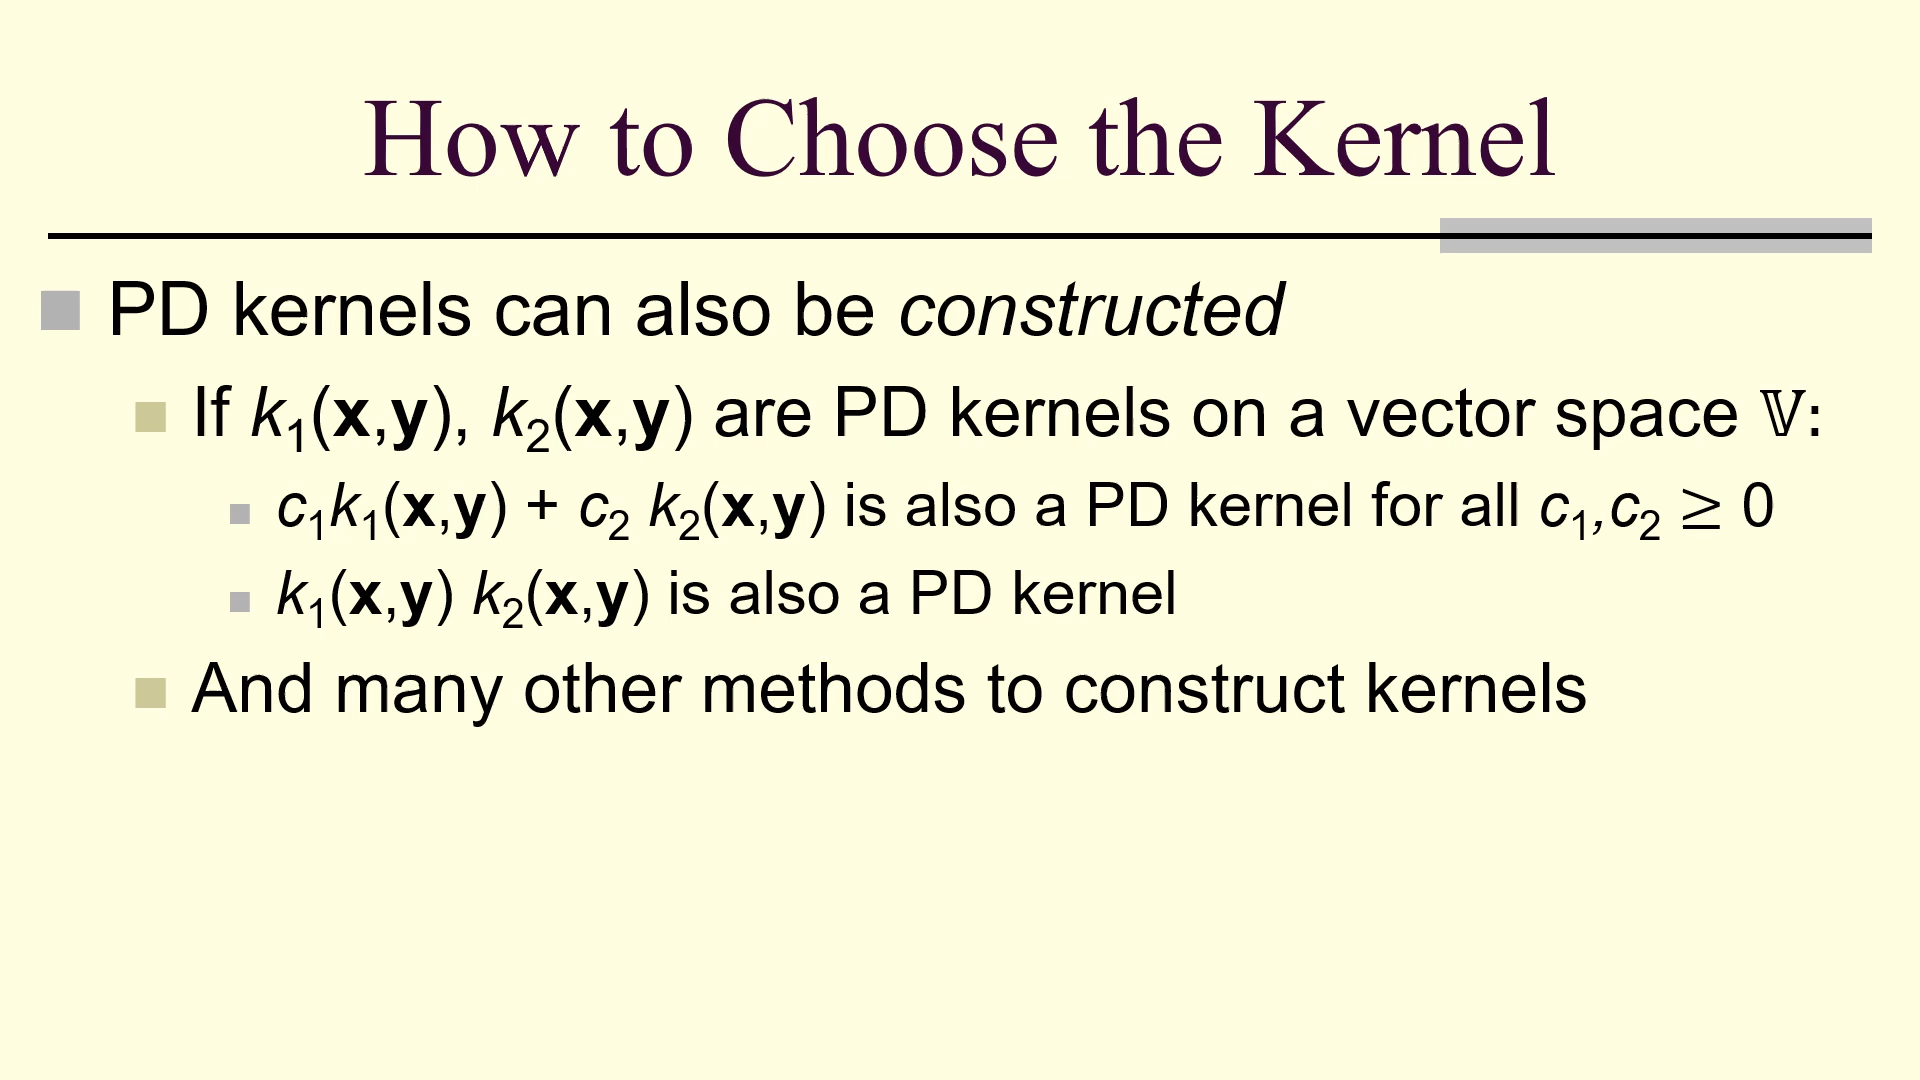 How to Choose the Kernel
PD kernels can also be constructed
If k₁(x,y), k₂(x,y) are PD kernels on a vector space 𝕍:
c₁k₁(x,y) + c₂ k₂(x,y) is also a PD kernel for all c₁,c₂ ≥ 0
k₁(x,y) k₂(x,y) is also a PD kernel
And many other methods to construct kernels